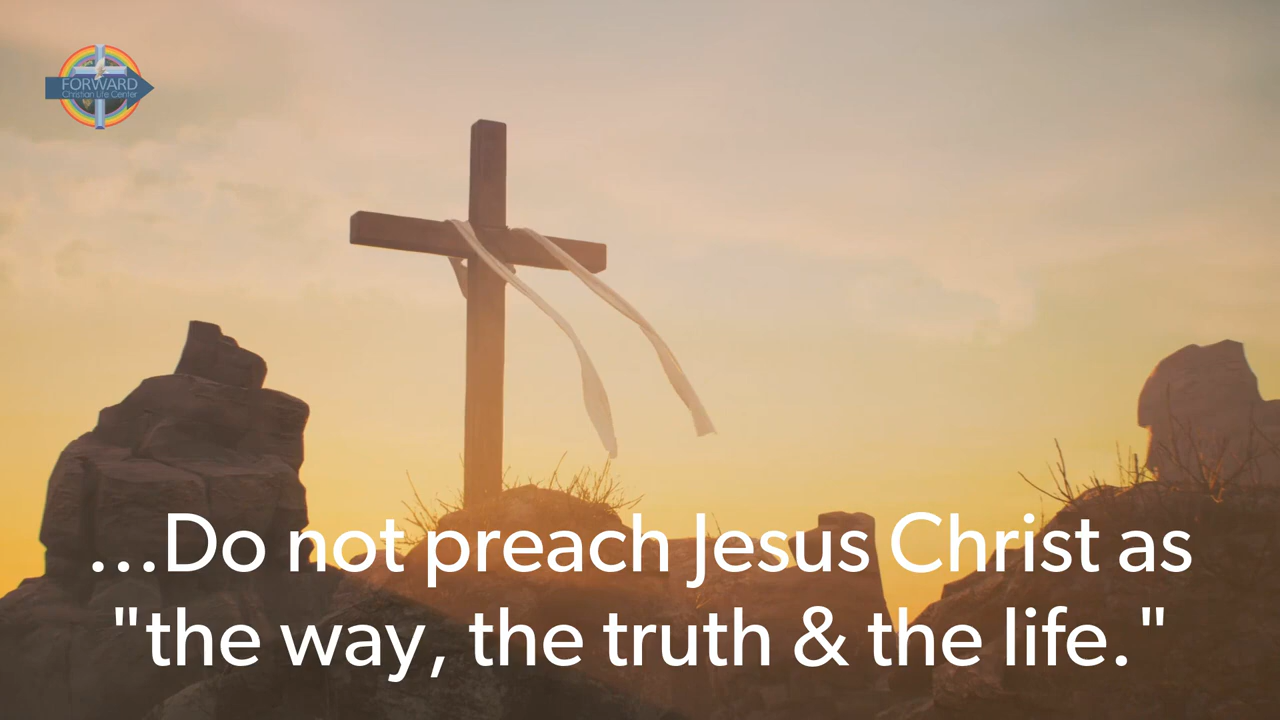 FORWARD
Christian Life Center
...Do not preach Jesus Christ as
"the way, the truth & the life."